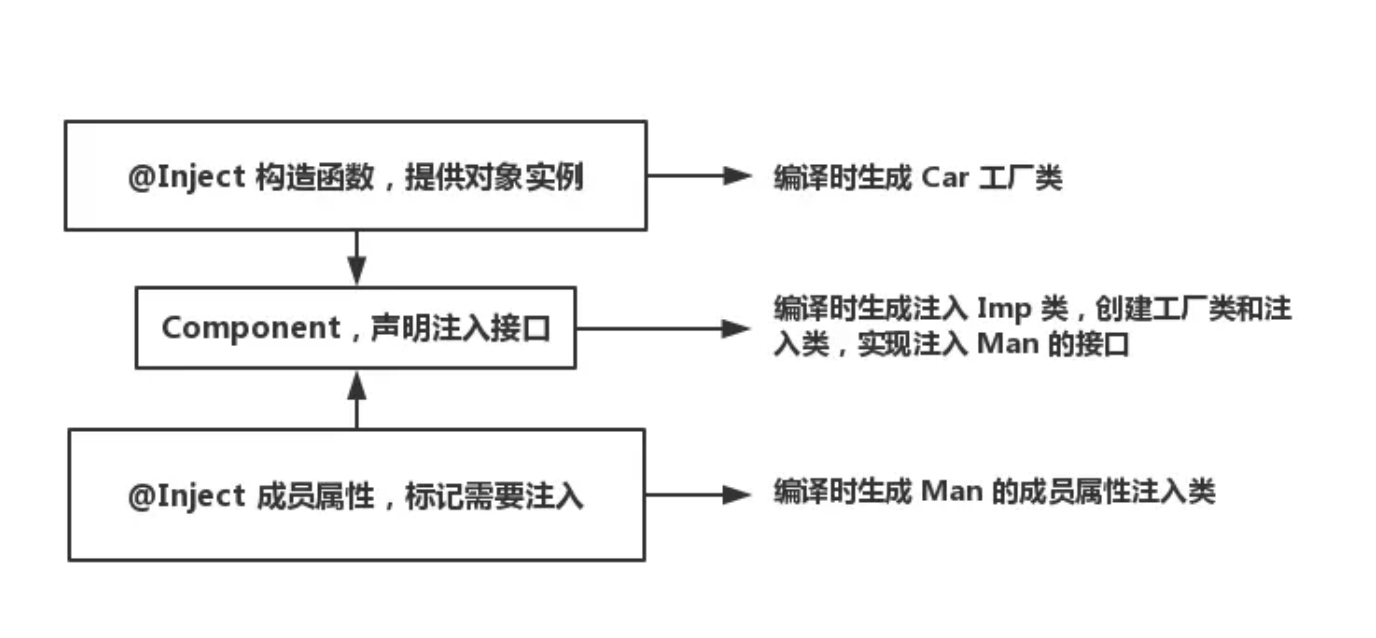 @Inject 构造函数，提供对象实例
编译时生成 Car 工厂类
Component，声明注入接口
编译时生成注入 Imp 类，创建工厂类和注
入类，实现注入 Man 的接口
@Inject 成员属性，标记需要注入
编译时生成 Man 的成员属性注入类